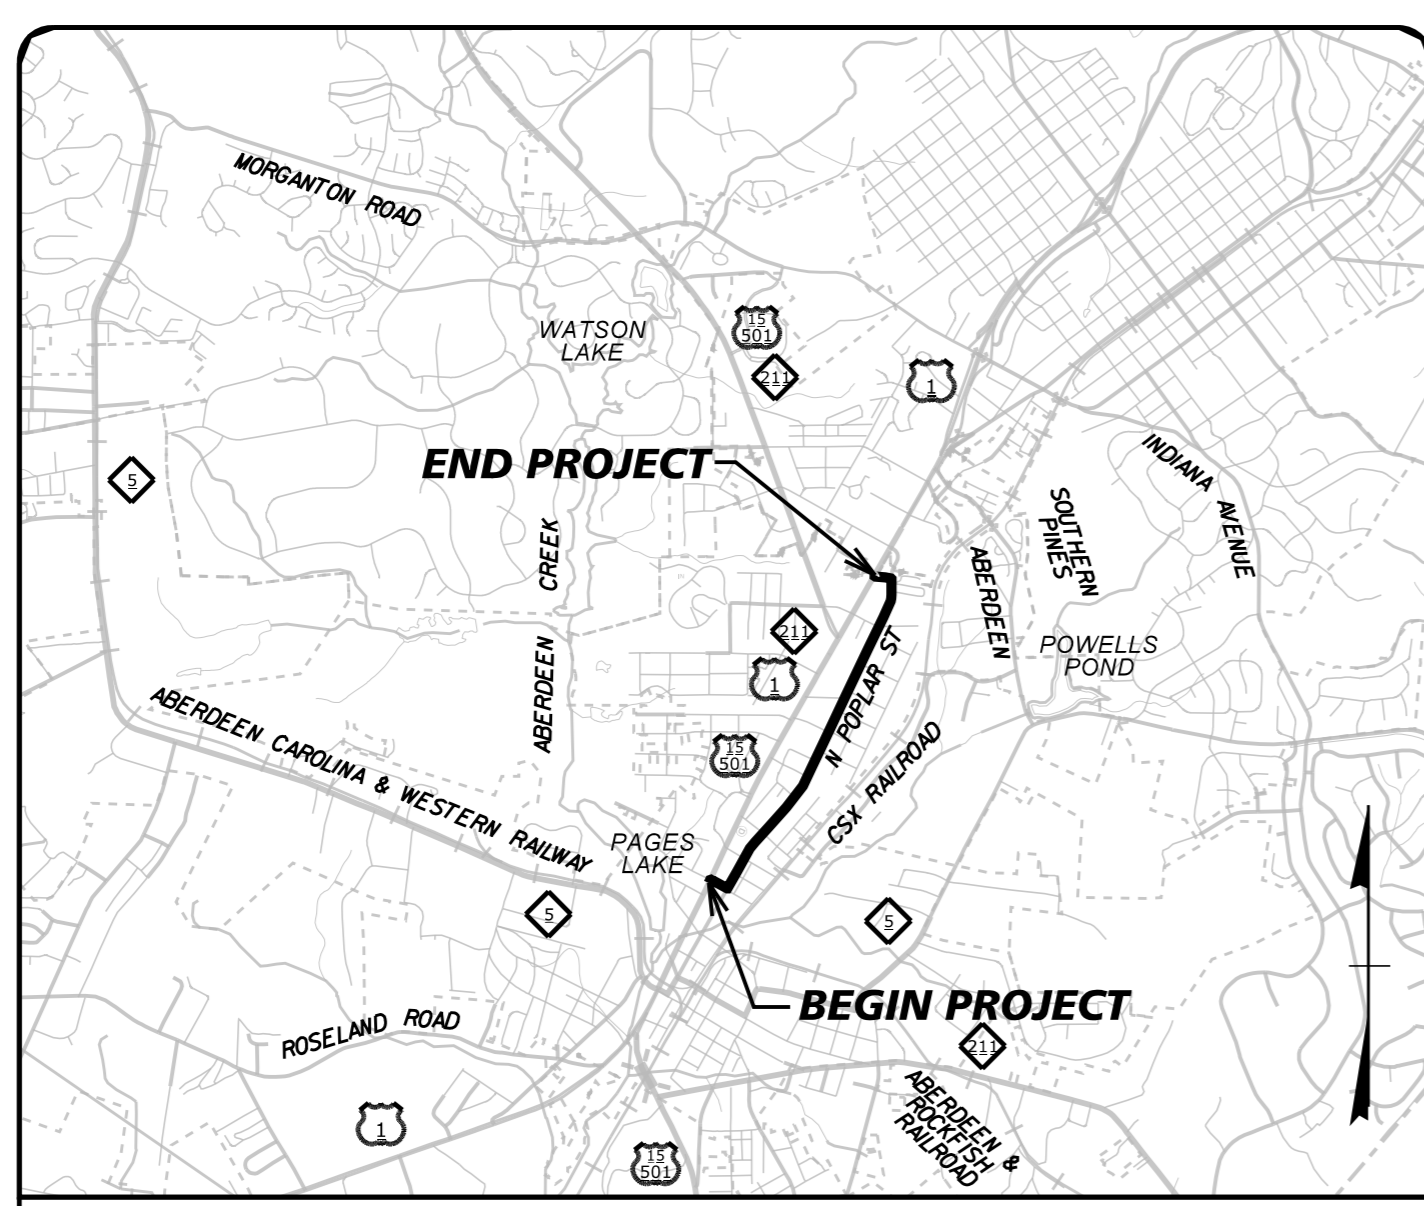 MORGANTON ROAD
WATSON
LAKE
15
501
211
1
END PROJECT
5
INDIANA AVENUE
SOUTHERN
PINES
ABERDEEN
ABERDEEN CREEK
211
1
15
501
N POPLAR ST
POWELLS
POND
ABERDEEN CAROLINA & WESTERN RAILWAY
CSX RAILROAD
PAGES
LAKE
5
5
BEGIN PROJECT
ROSELAND ROAD
211
1
ABERDEEN &
ROCKFISH
RAILROAD
15
501